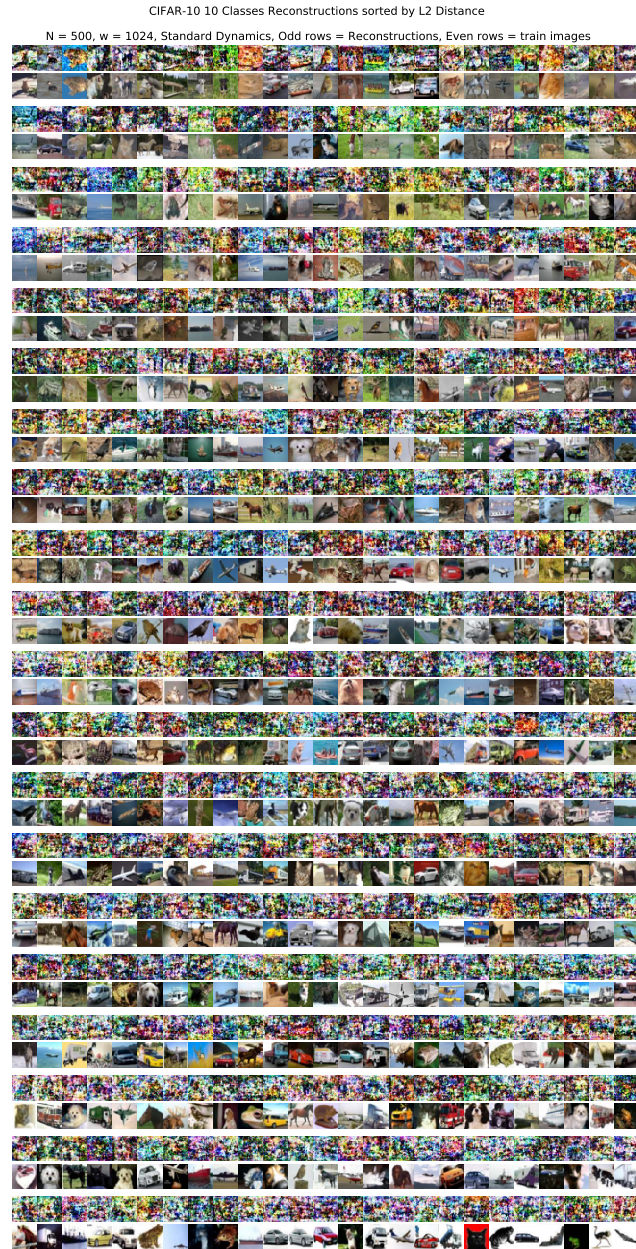 CIFAR-10 10 Classes Reconstructions sorted by L2 Distance
N = 500, w = 1024, Standard Dynamics, Odd rows = Reconstructions, Even rows = train images